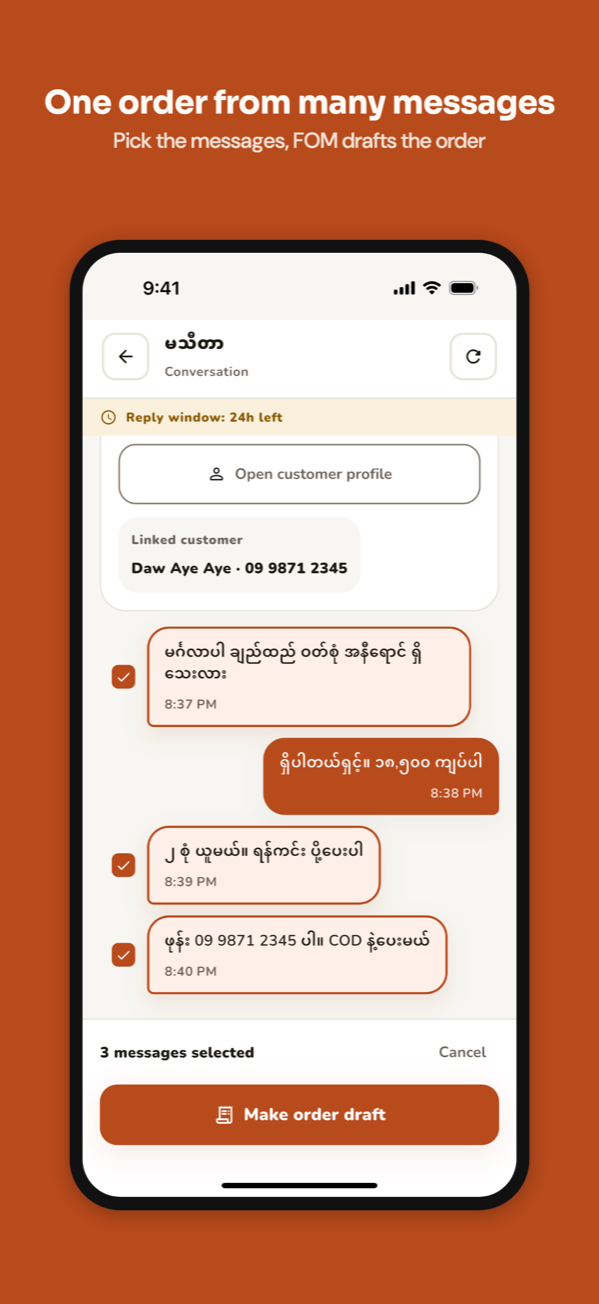 One order from many messages
Pick the messages, FOM drafts the order
9:41
မသီတာ
Conversation
Reply window: 24h left
Open customer profile
Linked customer
Daw Aye Aye · 09 9871 2345
မင်္ဂလာပါ ချည်ထည် ဝတ်စုံ အနီရောင် ရှိ
သေးလား
8:37 PM
ရှိပါတယ်ရှင့်။ ၁၈,၅၀၀ ကျပ်ပါ
8:38 PM
၂ စုံ ယူမယ်။ ရန်ကင်း ပို့ပေးပါ
8:39 PM
ဖုန်း 09 9871 2345 ပါ။ COD နဲ့ပေးမယ်
8:40 PM
3 messages selected
Cancel
Make order draft